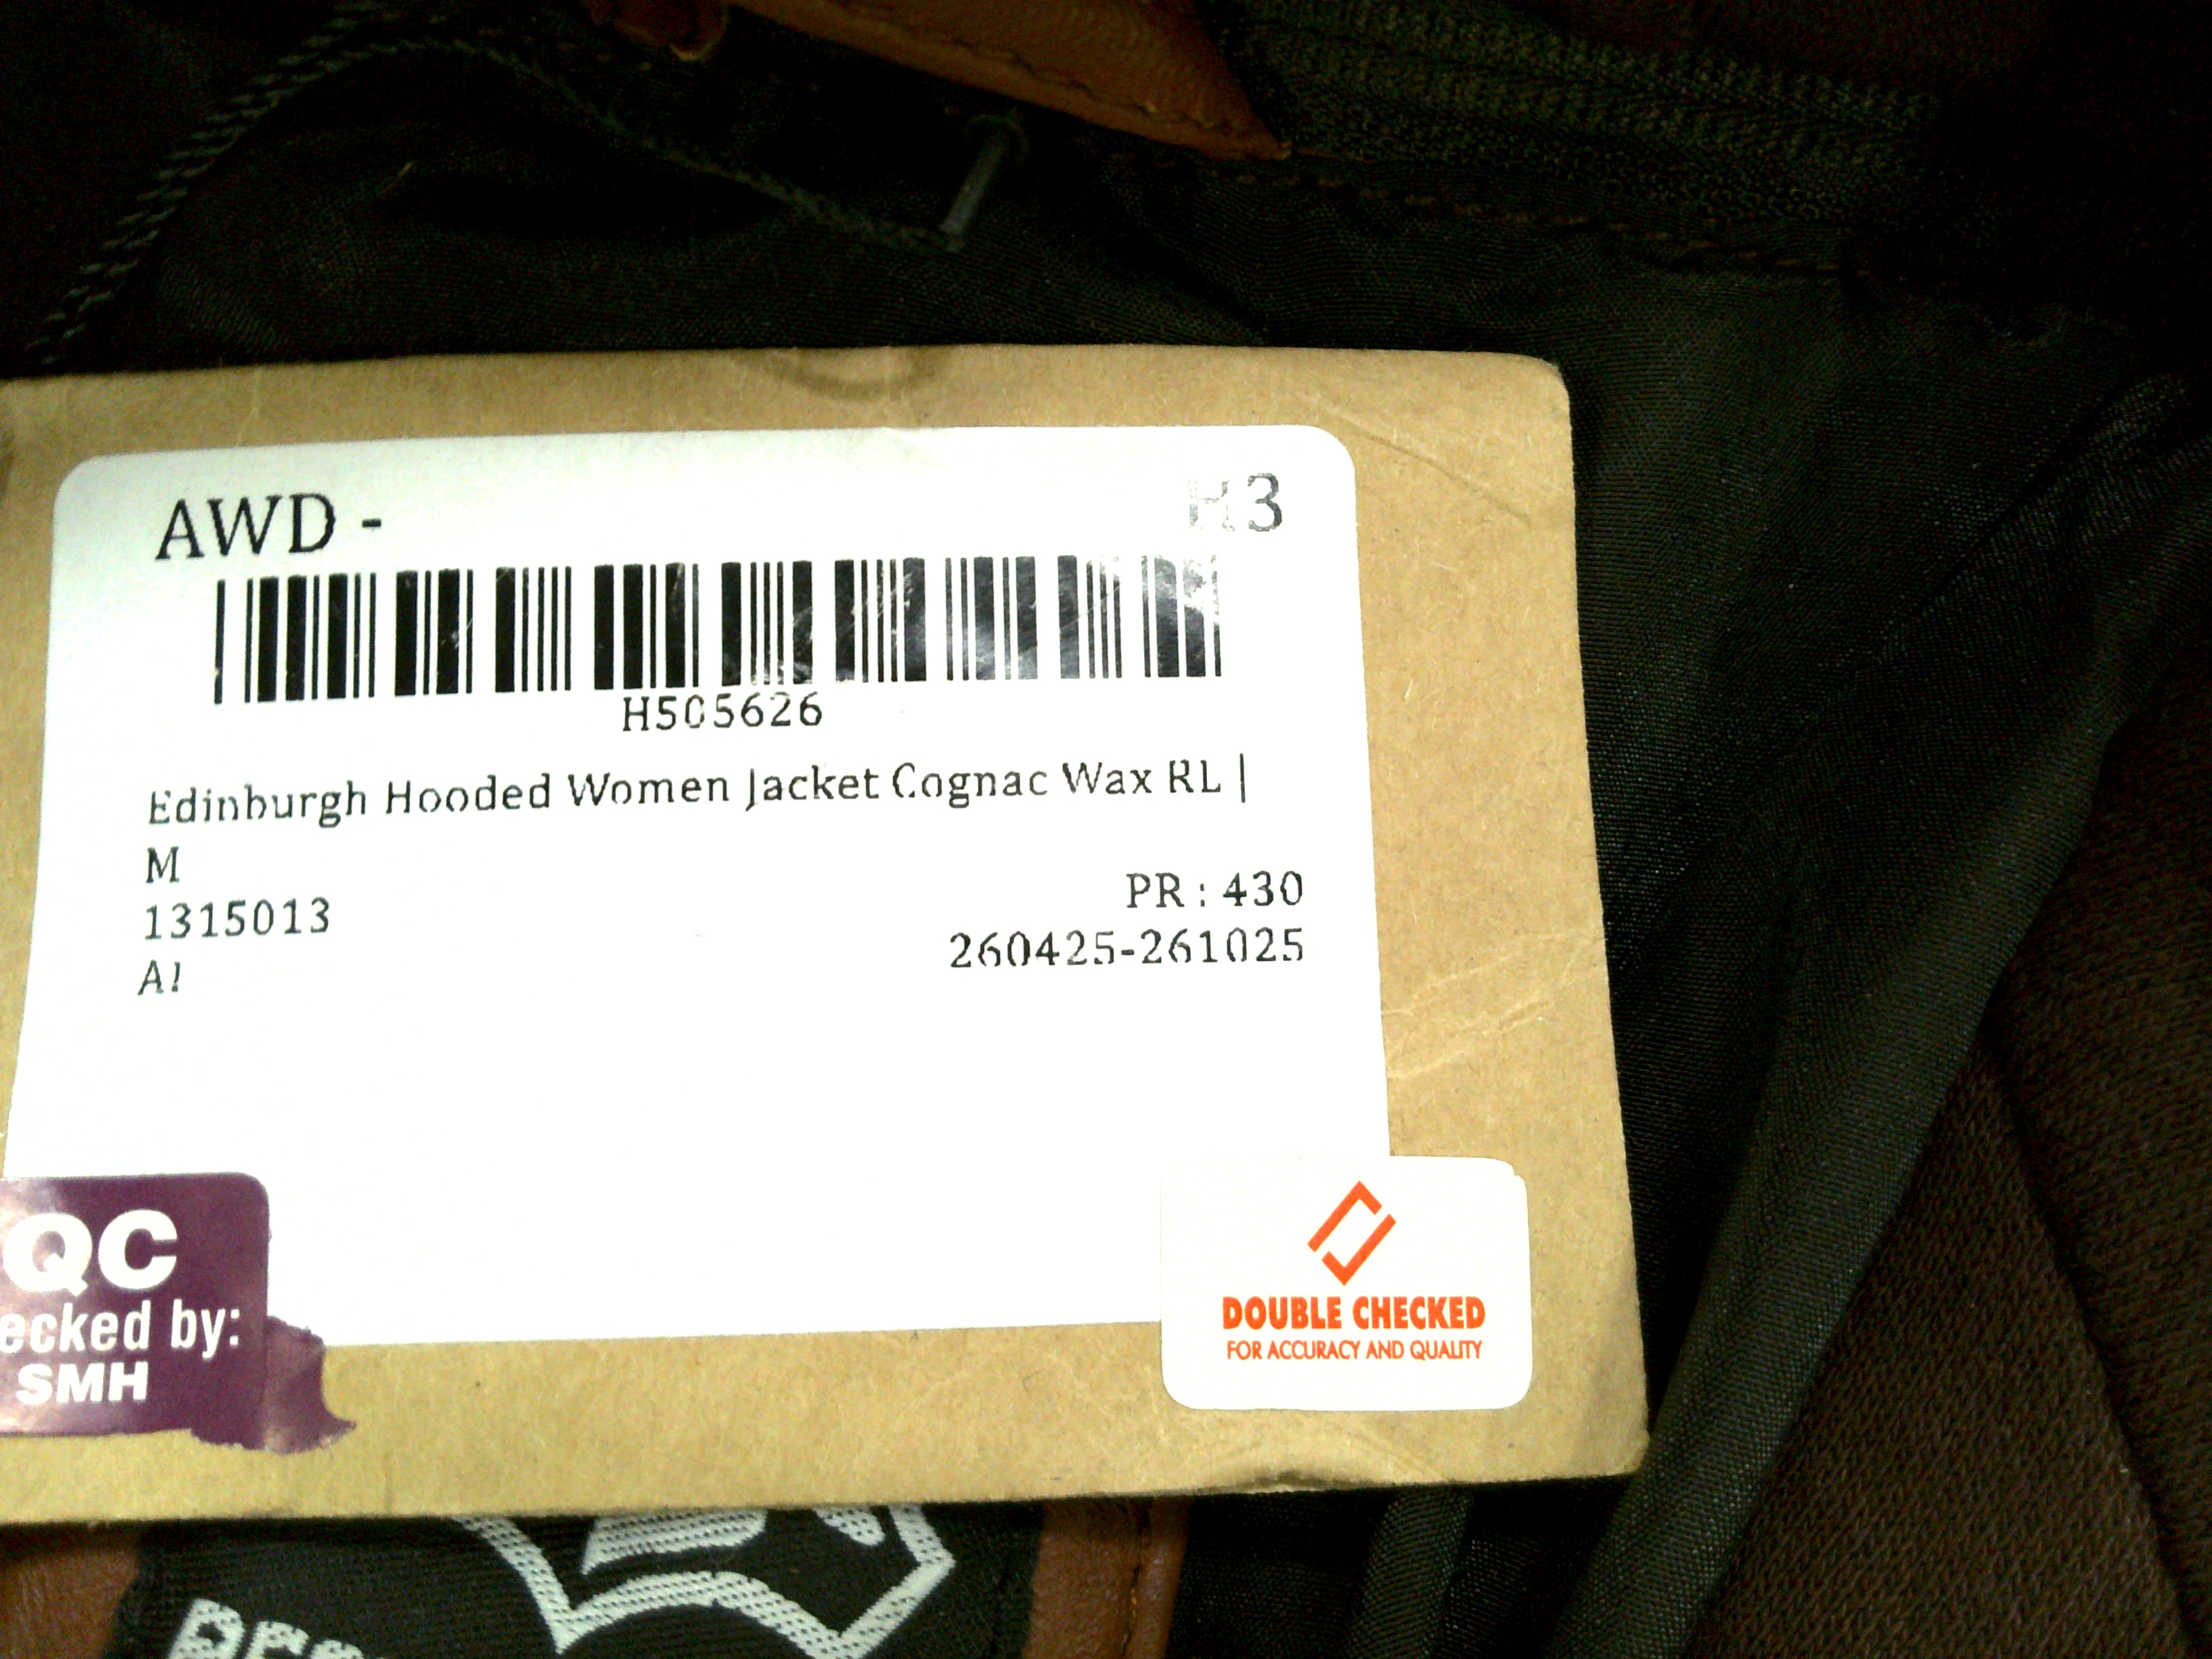 AWD - H3
H505626
Edinburgh Hooded Women Jacket Cognac Wax RL |
M
PR : 430
1315013
260425-261025
A!
QC
ecked by:
SMH
DOUBLE CHECKED
FOR ACCURACY AND QUALITY